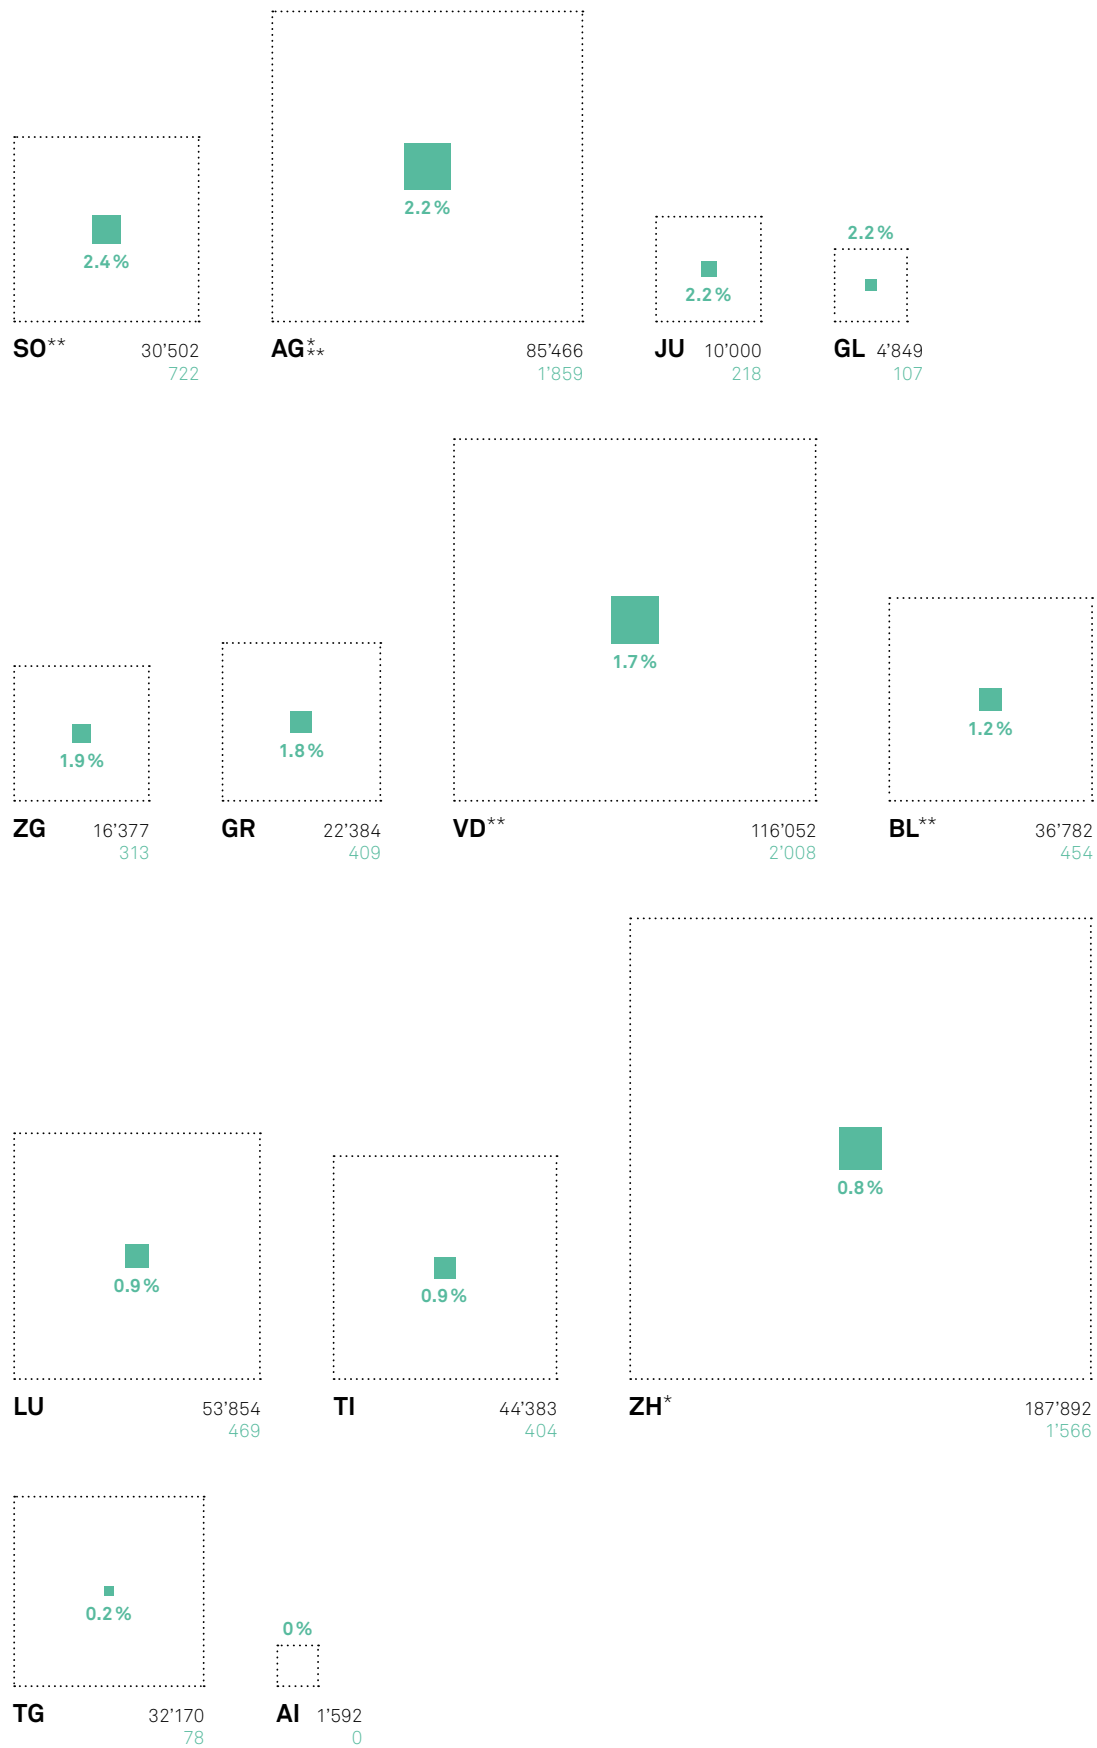 2.4%
2.2%
2.2%
2.2%
SO** 30’502
722
AG* ** 85’466
1’859
JU 10’000
218
GL 4’849
107
1.9%
1.8%
1.7%
1.2%
ZG 16’377
313
GR 22’384
409
VD** 116’052
2’008
BL** 36’782
454
0.9%
0.9%
0.8%
LU 53’854
469
TI 44’383
404
ZH* 187’892
1’566
0.2%
0%
TG 32’170
78
AI 1’592
0